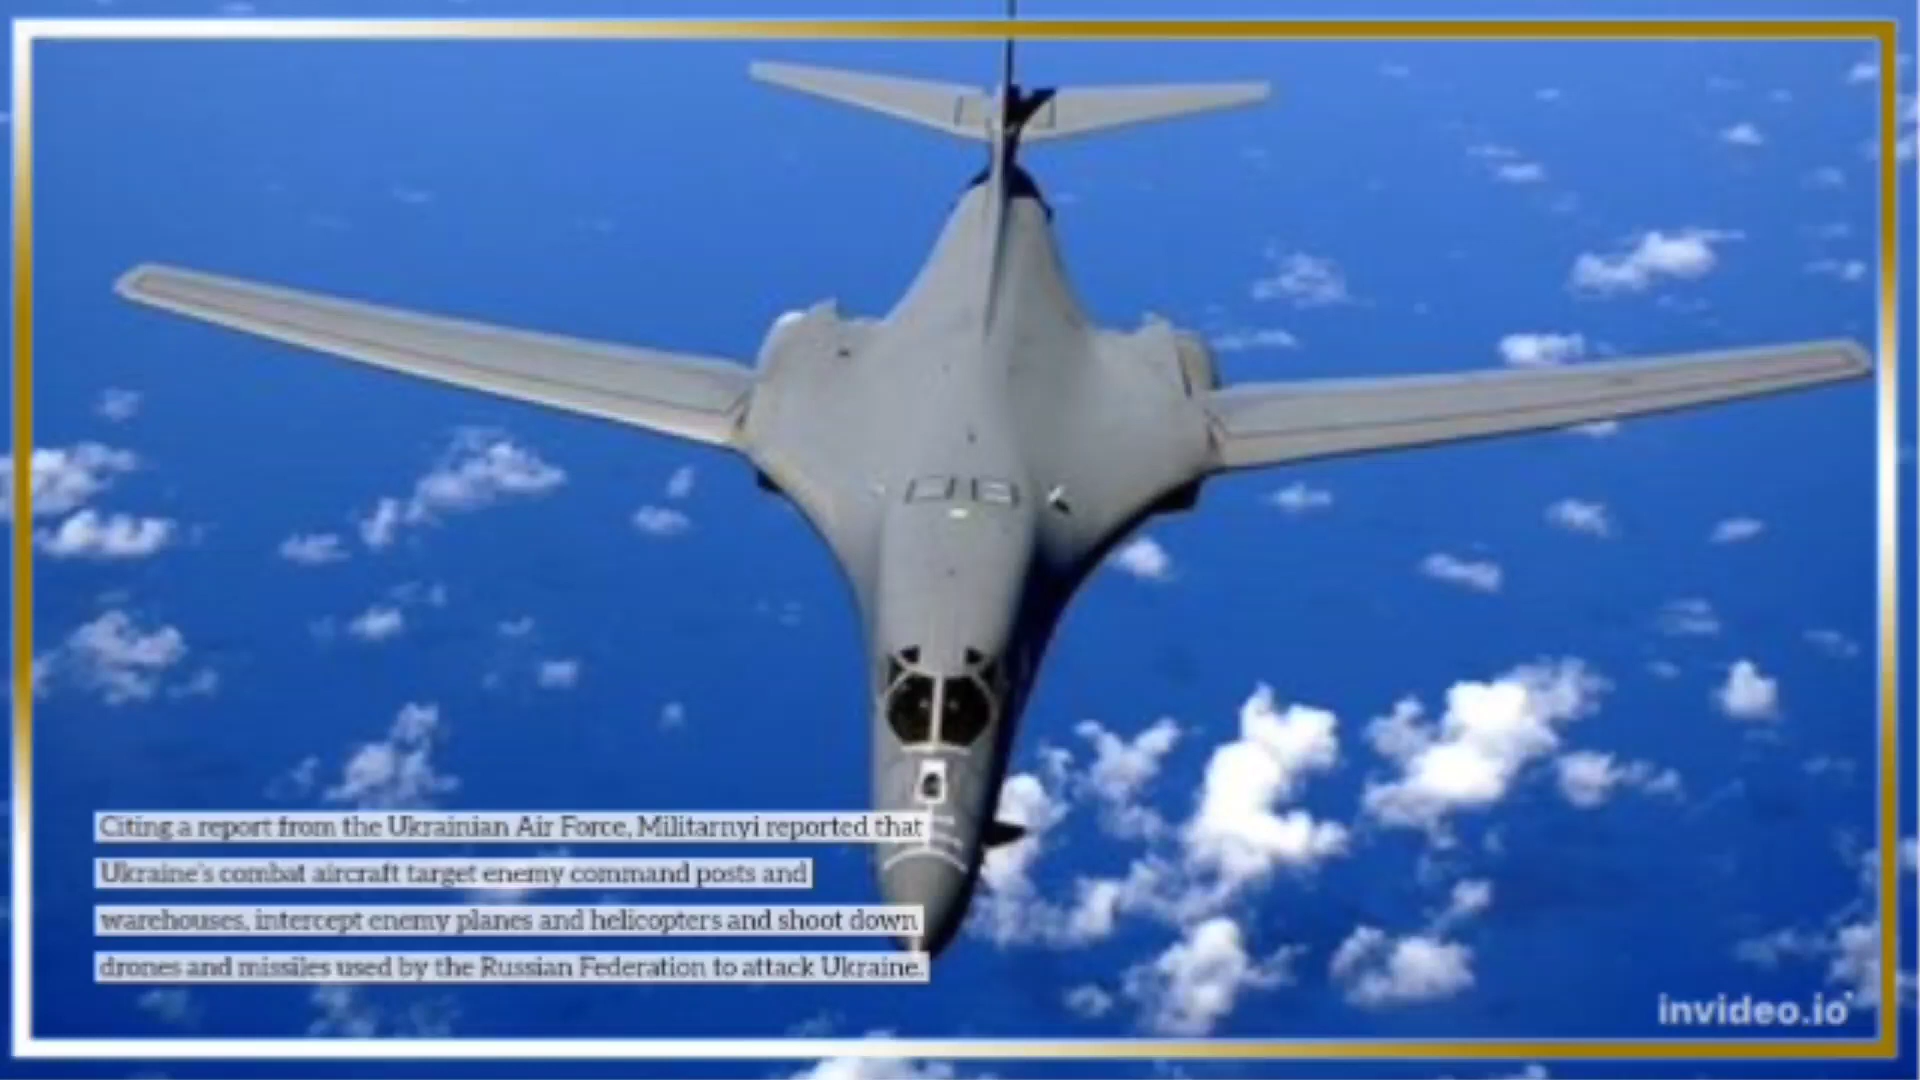 Citing a report from the Ukrainian Air Force, Militarnyi reported that
Ukraine's combat aircraft target enemy command posts and
warehouses, intercept enemy planes and helicopters and shoot down
drones and missiles used by the Russian Federation to attack Ukraine.
invideo.io